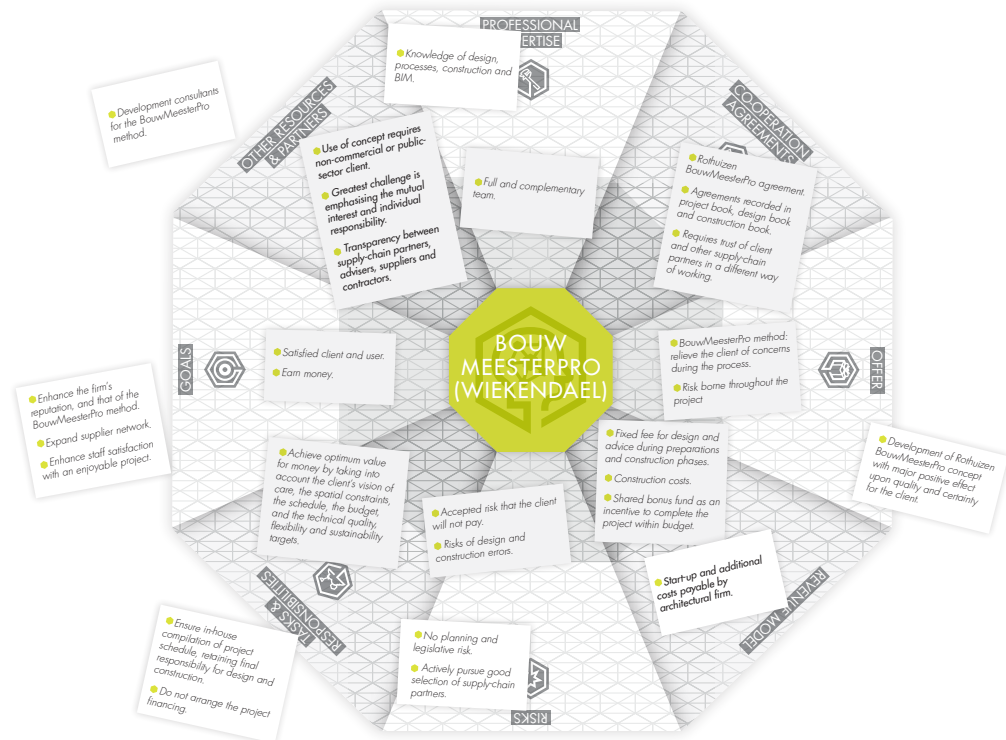 PROFESSIONAL
ERTISE
Knowledge of design,
processes, construction and
BIM.
Full and complementary
team.
CO-OPERATION
AGREEMENTS
Rothuizen
BouwMeesterPro agreement.
Agreements recorded in
project book, design book
and construction book.
Requires trust of client
and other supply-chain
partners in a different way
of working.
OFFER
BouwMeesterPro method:
relieve the client of concerns
during the process.
Risk borne throughout the
project
Development of Rothuizen
BouwMeesterPro concept
with major positive effect
upon quality and certainty
for the client.
REVENUE MODEL
Fixed fee for design and
advice during preparations
and construction phases.
Construction costs.
Shared bonus fund as an
incentive to complete the
project within budget.
Start-up and additional
costs payable by
architectural firm.
RISKS
Accepted risk that the client
will not pay.
Risks of design and
construction errors.
No planning and
legislative risk.
Actively pursue good
selection of supply-chain
partners.
TASKS &
RESPONSIBILITIES
Achieve optimum value
for money by taking into
account the client's vision of
care, the spatial constraints,
the schedule, the budget,
and the technical quality,
flexibility and sustainability
targets.
Ensure in-house
compilation of project
schedule, retaining final
responsibility for design and
construction.
Do not arrange the project
financing.
GOALS
Satisfied client and user.
Earn money.
Enhance the firm's
reputation, and that of the
BouwMeesterPro method.
Expand supplier network.
Enhance staff satisfaction
with an enjoyable project.
OTHER RESOURCES
& PARTNERS
Development consultants
for the BouwMeesterPro
method.
Use of concept requires
non-commercial or public-
sector client.
Greatest challenge is
emphasising the mutual
interest and individual
responsibility.
Transparency between
supply-chain partners,
advisers, suppliers and
contractors.
BOUW
MEESTERPRO
(WIEKENDAEL)